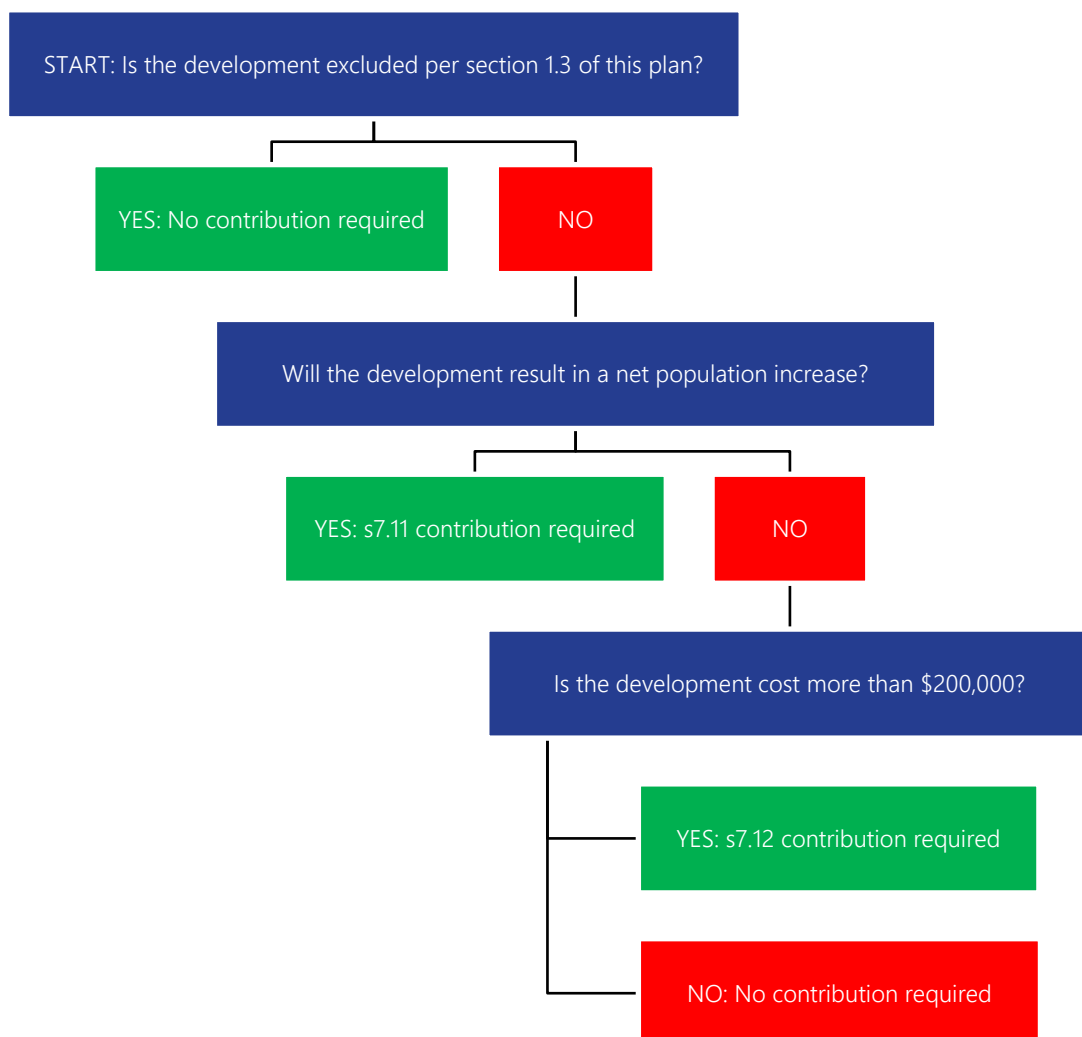 START: Is the development excluded per section 1.3 of this plan?
YES: No contribution required
NO
Will the development result in a net population increase?
YES: s7.11 contribution required
NO
Is the development cost more than $200,000?
YES: s7.12 contribution required
NO: No contribution required